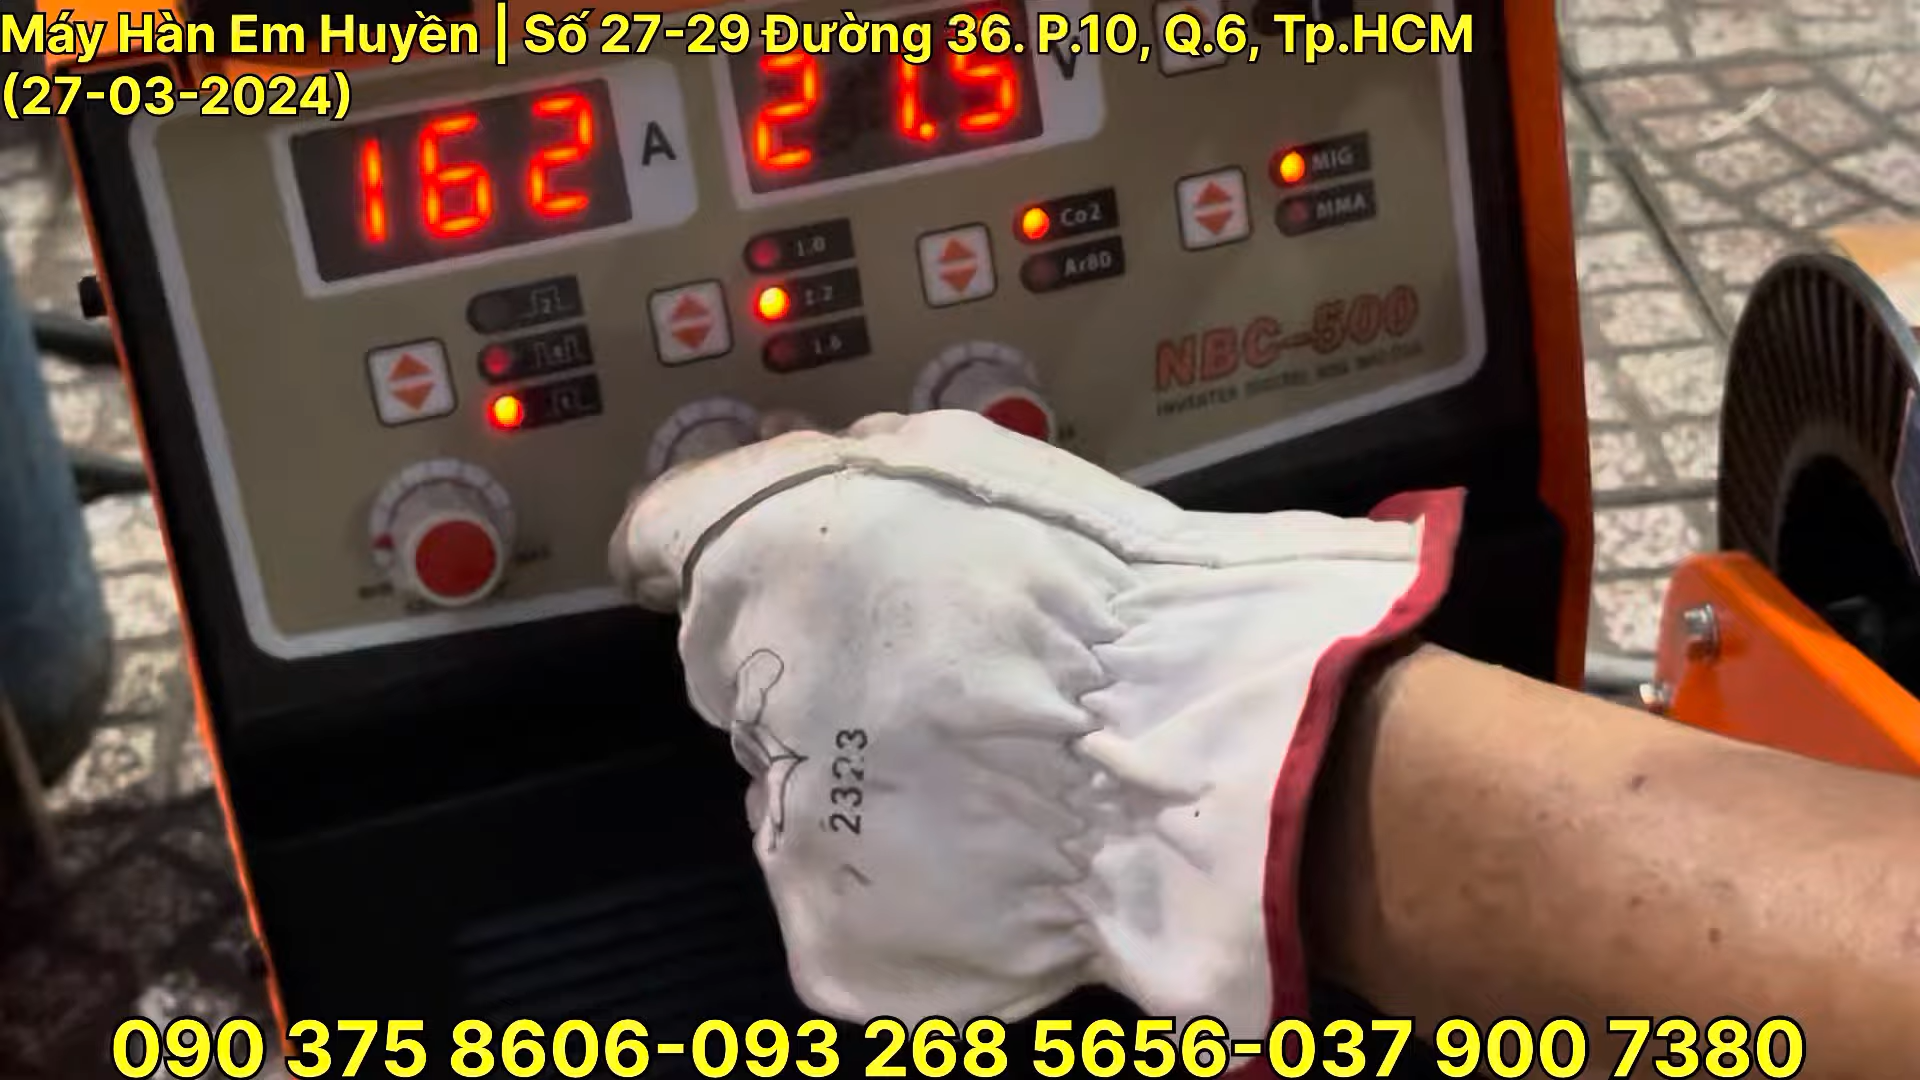 Máy Hàn Em Huyền | Số 27-29 Đường 36. P.10, Q.6, Tp.HCM
(27-03-2024)
162 A
21.5 V
MIG
MMA
Co2
Ar80
1.0
1.2
1.6
NBC-500
INVERTER
2323
090 375 8606-093 268 5656-037 900 7380